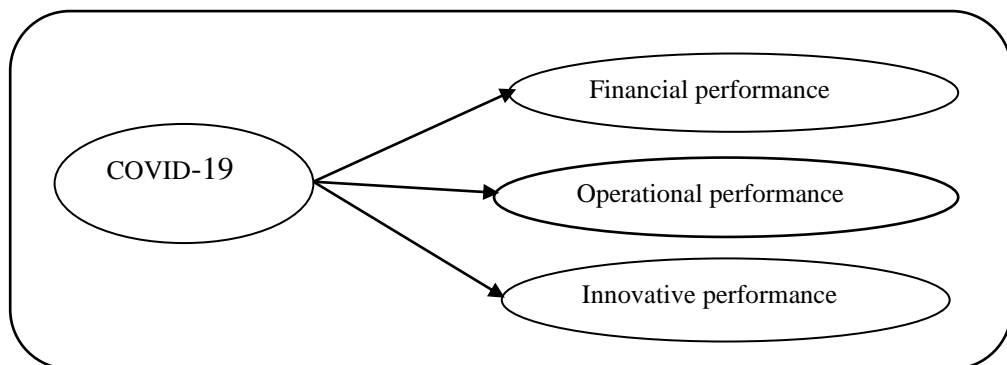 Financial performance
COVID-19
Operational performance
Innovative performance